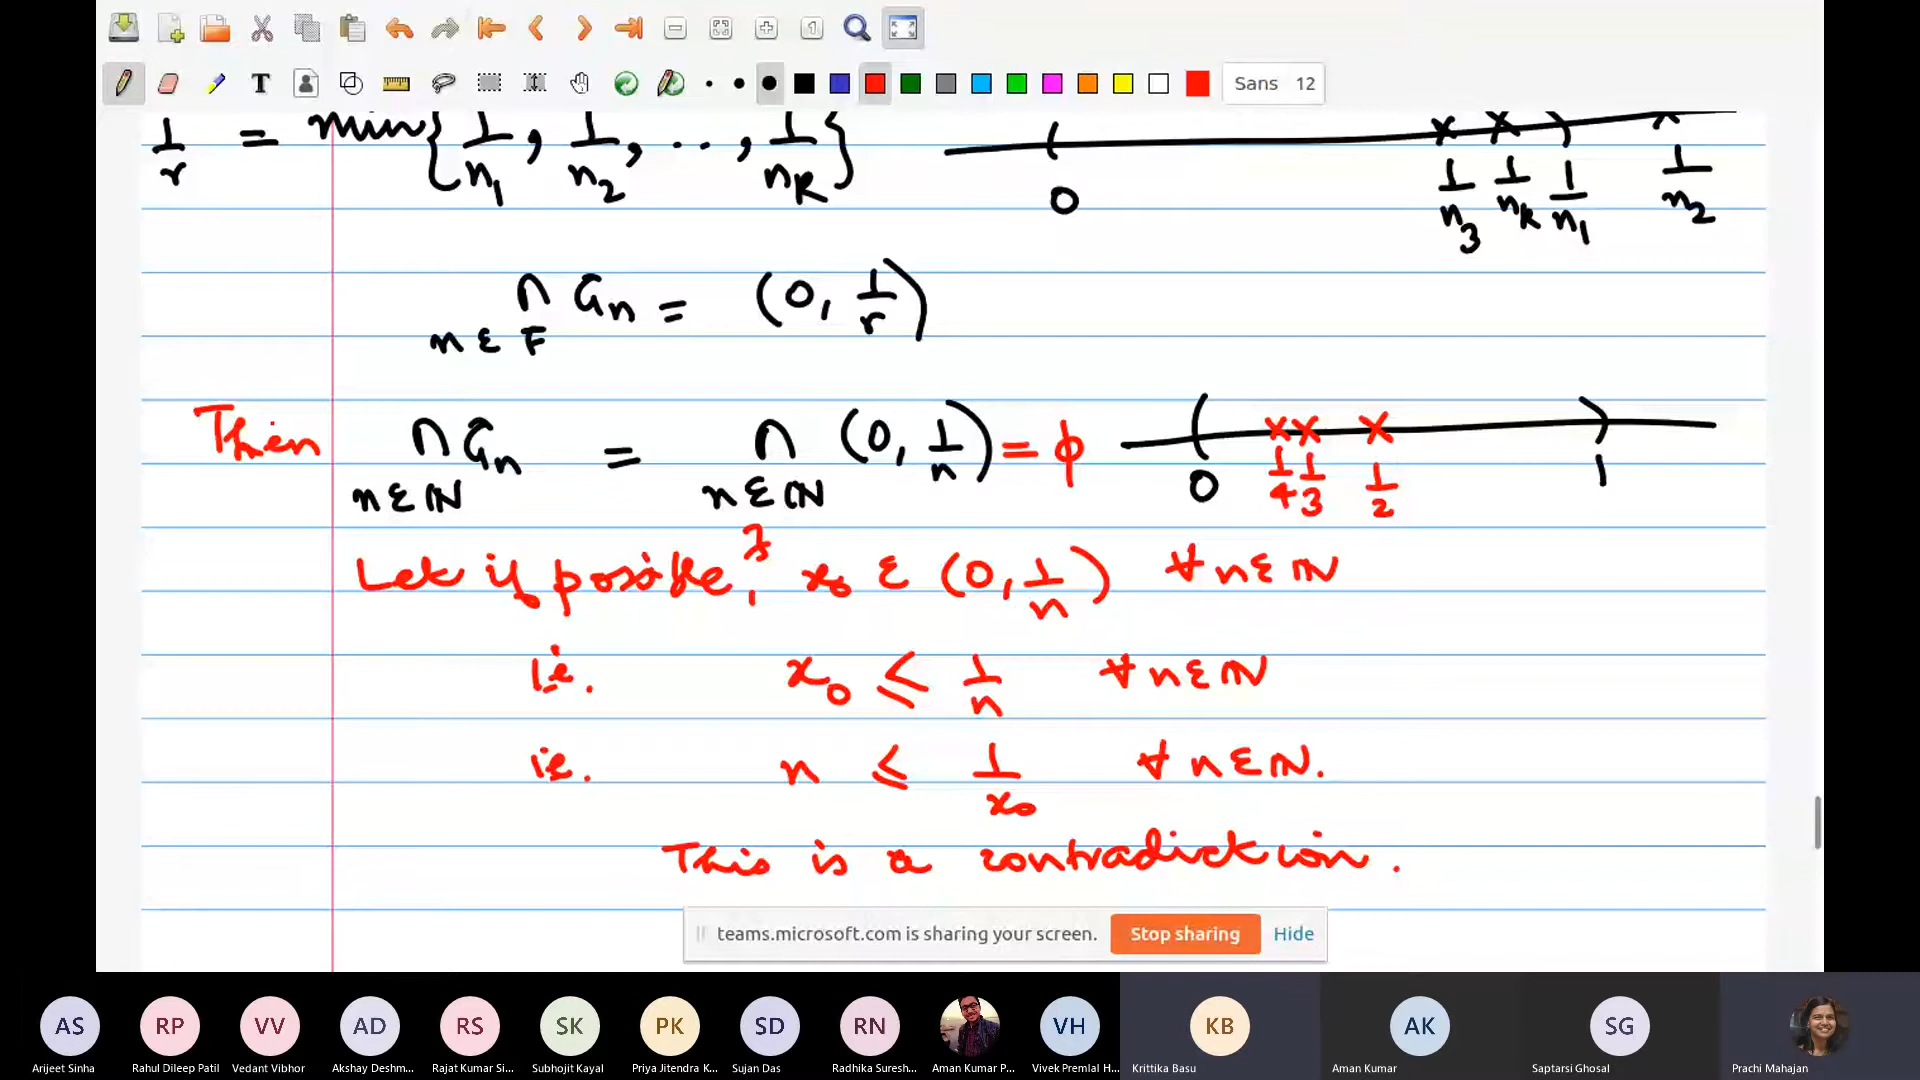 Sans 12
1/r = min{1/n₁, 1/n₂, .., 1/n_k}
0 1/n₃ 1/n_k 1/n₁ 1/n₂
∩_{n∈F} G_n = (0, 1/r)
Then ∩_{n∈ℕ} G_n = ∩_{n∈ℕ} (0, 1/n) = ϕ
0 1/4 1/3 1/2 1
Let if possible, ∃ x₀ ∈ (0, 1/n) ∀ n∈ℕ
i.e. x₀ ≤ 1/n ∀ n∈ℕ
ie. n ≤ 1/x₀ ∀ n∈ℕ.
This is a contradiction.
teams.microsoft.com is sharing your screen. Stop sharing Hide
AS RP VV AD RS SK PK SD RN VH KB AK SG
Arijeet Sinha Rahul Dileep Patil Vedant Vibhor Akshay Deshm... Rajat Kumar Si... Subhojit Kayal Priya Jitendra K... Sujan Das Radhika Suresh... Aman Kumar P... Vivek Premlal H... Krittika Basu Aman Kumar Saptarsi Ghosal Prachi Mahajan